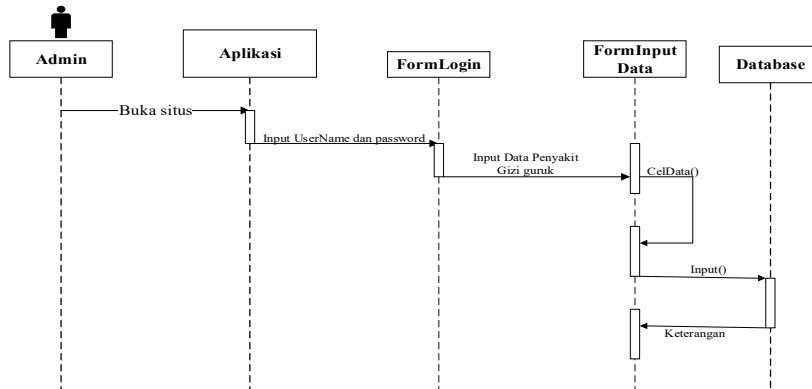 Admin
Aplikasi
FormLogin
FormInput
Data
Database
Buka situs
Input UserName dan password
Input Data Penyakit
Gizi guruk
CelData()
Input()
Keterangan